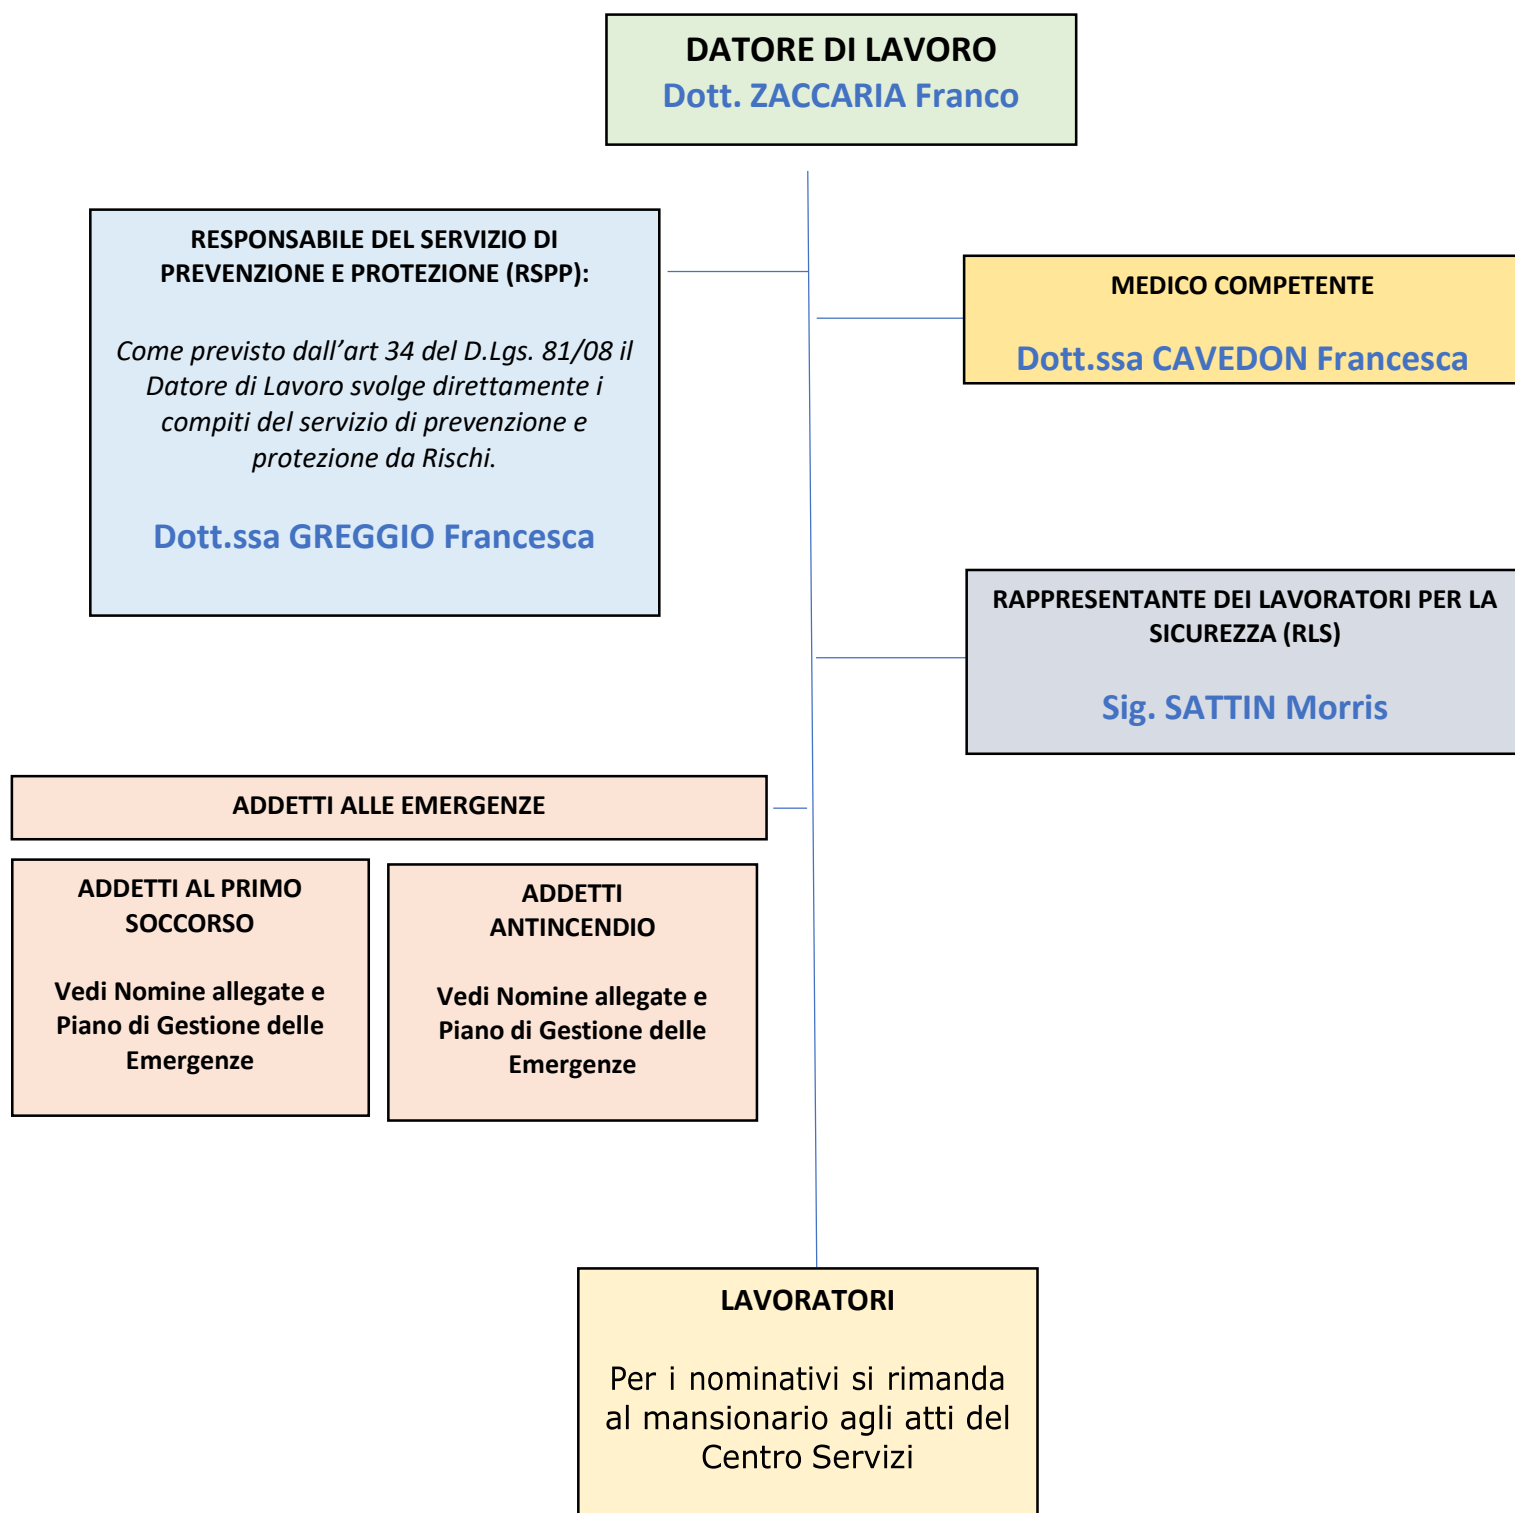 DATORE DI LAVORO
Dott. ZACCARIA Franco
RESPONSABILE DEL SERVIZIO DI
PREVENZIONE E PROTEZIONE (RSPP):
Come previsto dall’art 34 del D.Lgs. 81/08 il
Datore di Lavoro svolge direttamente i
compiti del servizio di prevenzione e
protezione da Rischi.
Dott.ssa GREGGIO Francesca
MEDICO COMPETENTE
Dott.ssa CAVEDON Francesca
RAPPRESENTANTE DEI LAVORATORI PER LA
SICUREZZA (RLS)
Sig. SATTIN Morris
ADDETTI ALLE EMERGENZE
ADDETTI AL PRIMO
SOCCORSO
Vedi Nomine allegate e
Piano di Gestione delle
Emergenze
ADDETTI
ANTINCENDIO
Vedi Nomine allegate e
Piano di Gestione delle
Emergenze
LAVORATORI
Per i nominativi si rimanda
al mansionario agli atti del
Centro Servizi